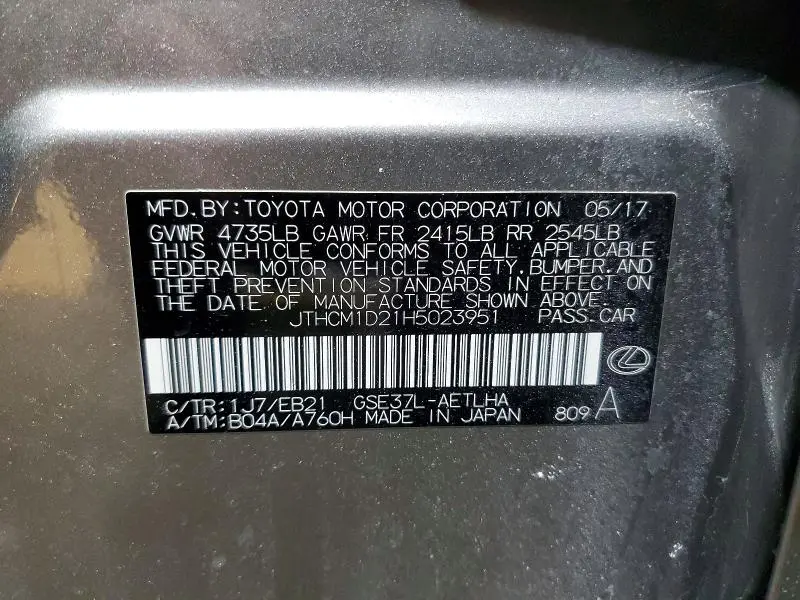 MFD.BY:TOYOTA MOTOR CORPORATION 05/17
GVWR 4735LB GAWR FR 2415LB RR 2545LB
THIS VEHICLE CONFORMS TO ALL APPLICABLE
FEDERAL MOTOR VEHICLE SAFETY,BUMPER,AND
THEFT PREVENTION STANDARDS IN EFFECT ON
THE DATE OF MANUFACTURE SHOWN ABOVE.
JTHCM1D21H5023951 PASS.CAR
C/TR:1J7/EB21 GSE37L-AETLHA
A/TM:B04A/A760H MADE IN JAPAN 809 A